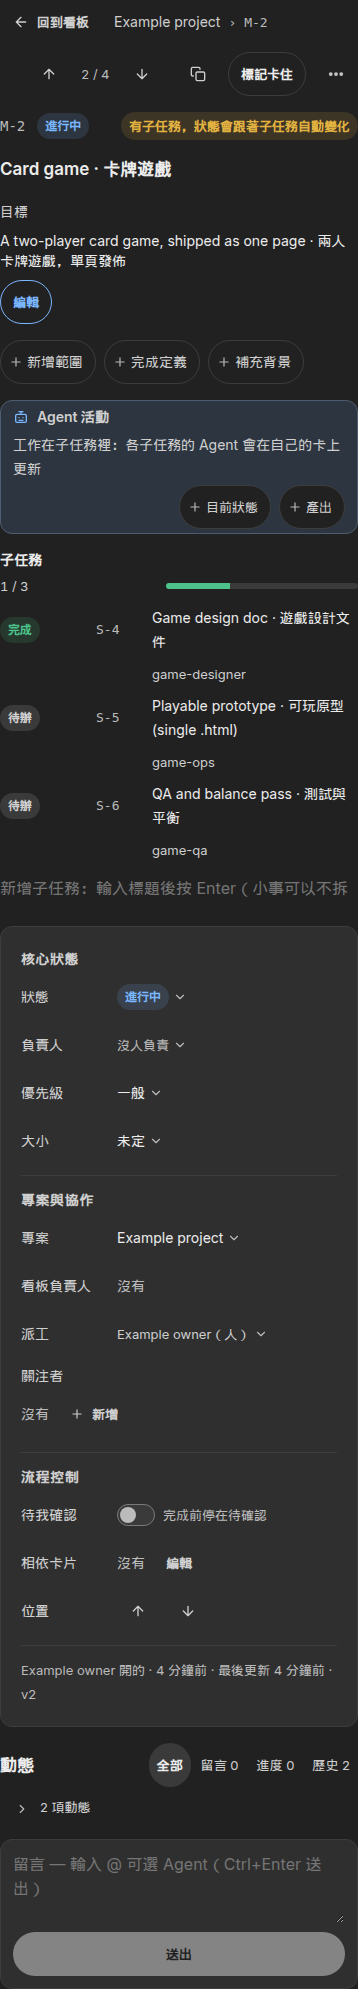 回到看板 Example project › M-2
2 / 4 標記卡住
M-2 進行中 有子任務，狀態會跟著子任務自動變化
Card game · 卡牌遊戲
目標
A two-player card game, shipped as one page · 兩人
卡牌遊戲，單頁發佈
編輯
+ 新增範圍 + 完成定義 + 補充背景
Agent 活動
工作在子任務裡：各子任務的 Agent 會在自己的卡上
更新
+ 目前狀態 + 產出
子任務
1 / 3
完成 S-4 Game design doc · 遊戲設計文
件
game-designer
待辦 S-5 Playable prototype · 可玩原型
(single .html)
game-ops
待辦 S-6 QA and balance pass · 測試與
平衡
game-qa
新增子任務：輸入標題後按 Enter（小事可以不拆
核心狀態
狀態 進行中
負責人 沒人負責
優先級 一般
大小 未定
專案與協作
專案 Example project
看板負責人 沒有
派工 Example owner（人）
關注者
沒有 + 新增
流程控制
待我確認 完成前停在待確認
相依卡片 沒有 編輯
位置
Example owner 開的 · 4 分鐘前 · 最後更新 4 分鐘前 ·
v2
動態 全部 留言 0 進度 0 歷史 2
2 項動態
留言 — 輸入 @ 可選 Agent（Ctrl+Enter 送
出）
送出